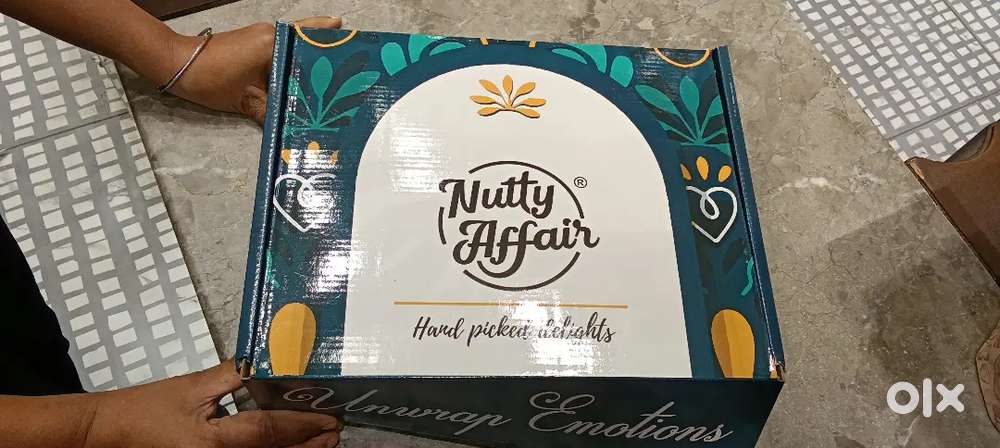 Nutty
Affair ®
Hand picked delights
Unwrap Emotions
olx